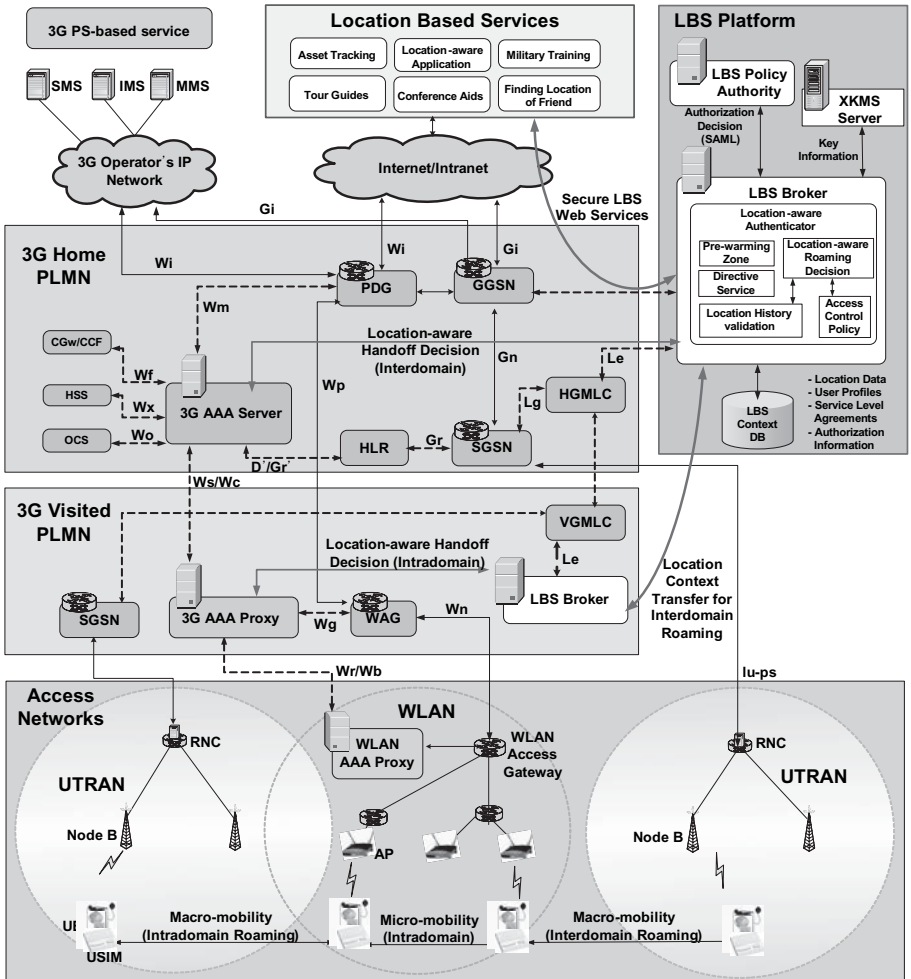 3G PS-based service
SMS
IMS
MMS
3G Operator's IP
Network
Location Based Services
Asset Tracking
Location-aware
Application
Military Training
Tour Guides
Conference Aids
Finding Location
of Friend
Internet/Intranet
LBS Platform
LBS Policy
Authority
XKMS
Server
Authorization
Decision
(SAML)
Key
Information
LBS Broker
Location-aware
Authenticator
Pre-warming
Zone
Location-aware
Roaming
Decision
Directive
Service
Location History
validation
Access
Control
Policy
LBS
Context
DB
- Location Data
- User Profiles
- Service Level
Agreements
- Authorization
Information
Secure LBS
Web Services
Gi
Wi
Wi
Gi
3G Home
PLMN
PDG
GGSN
Wm
CGw/CCF
Wf
HSS
Wx
OCS
Wo
3G AAA Server
Location-aware
Handoff Decision
(Interdomain)
Wp
Gn
Le
Lg
HGMLC
HLR
Gr
SGSN
D'/Gr'
Ws/Wc
3G Visited
PLMN
VGMLC
Location-aware Handoff
Decision (Intradomain)
Le
LBS Broker
SGSN
3G AAA Proxy
Wg
WAG
Wn
Location
Context
Transfer for
Interdomain
Roaming
Wr/Wb
Iu-ps
Access
Networks
WLAN
RNC
WLAN
AAA Proxy
WLAN
Access
Gateway
RNC
UTRAN
UTRAN
Node B
AP
Node B
USIM
Macro-mobility
(Intradomain Roaming)
Micro-mobility
(Intradomain)
Macro-mobility
(Interdomain Roaming)